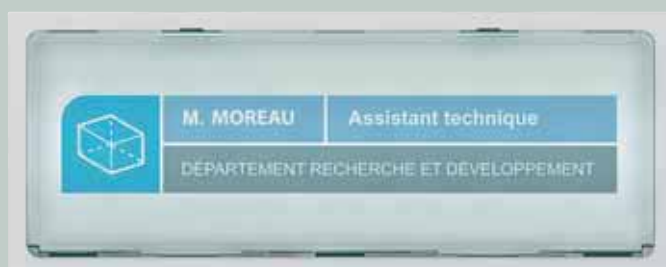 M. MOREAU Assistant technique
DÉPARTEMENT RECHERCHE ET DÉVELOPPEMENT